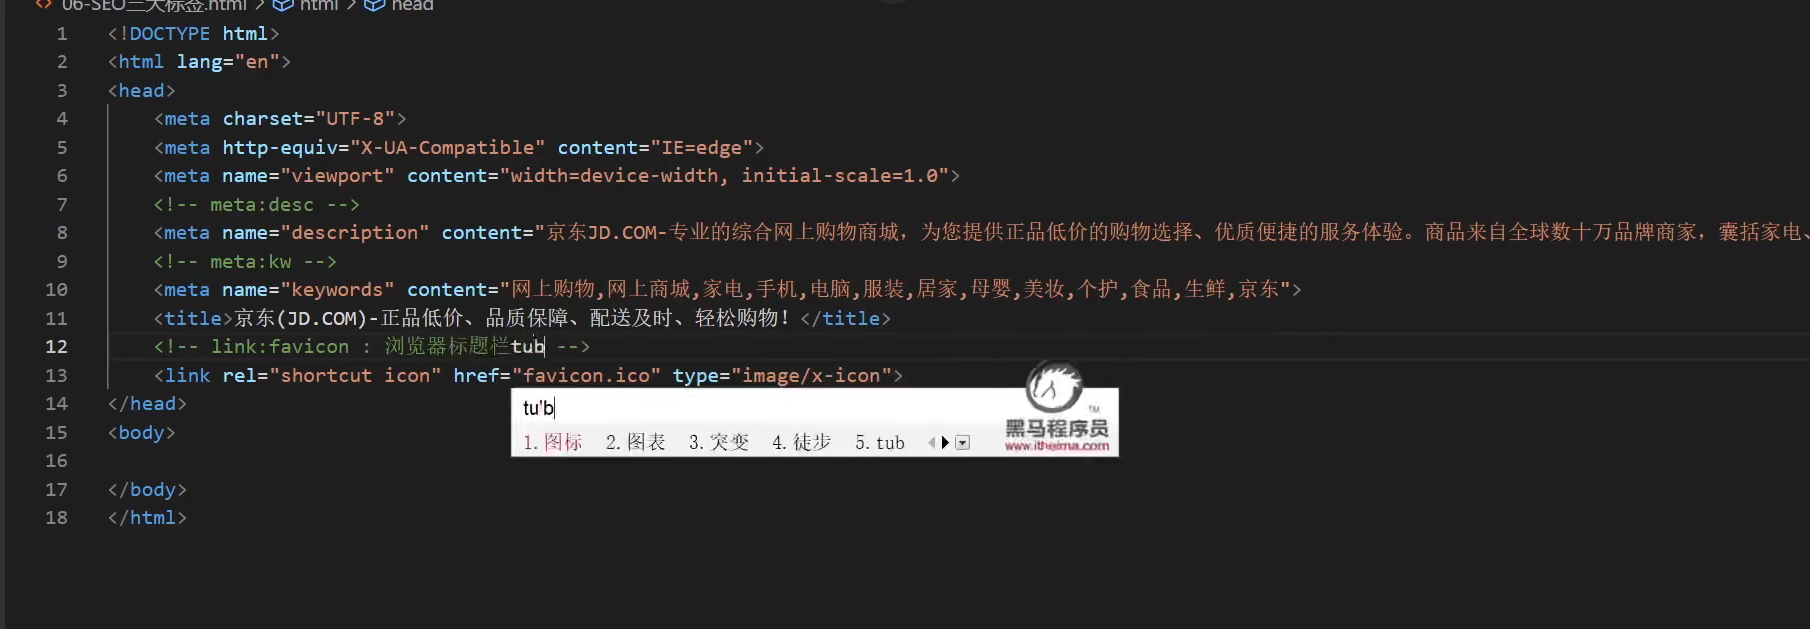 06-SEO三大标签.html > html > head
1 <!DOCTYPE html>
2 <html lang="en">
3 <head>
4 <meta charset="UTF-8">
5 <meta http-equiv="X-UA-Compatible" content="IE=edge">
6 <meta name="viewport" content="width=device-width, initial-scale=1.0">
7 <!-- meta:desc -->
8 <meta name="description" content="京东JD.COM-专业的综合网上购物商城，为您提供正品低价的购物选择、优质便捷的服务体验。商品来自全球数十万品牌商家，囊括家电、
9 <!-- meta:kw -->
10 <meta name="keywords" content="网上购物,网上商城,家电,手机,电脑,服装,居家,母婴,美妆,个护,食品,生鲜,京东">
11 <title>京东(JD.COM)-正品低价、品质保障、配送及时、轻松购物！</title>
12 <!-- link:favicon : 浏览器标题栏tub -->
13 <link rel="shortcut icon" href="favicon.ico" type="image/x-icon">
14 </head>
15 <body>
16
17 </body>
18 </html>
tu'b
1.图标 2.图表 3.突变 4.徒步 5.tub
黑马程序员 TM
www.itheima.com